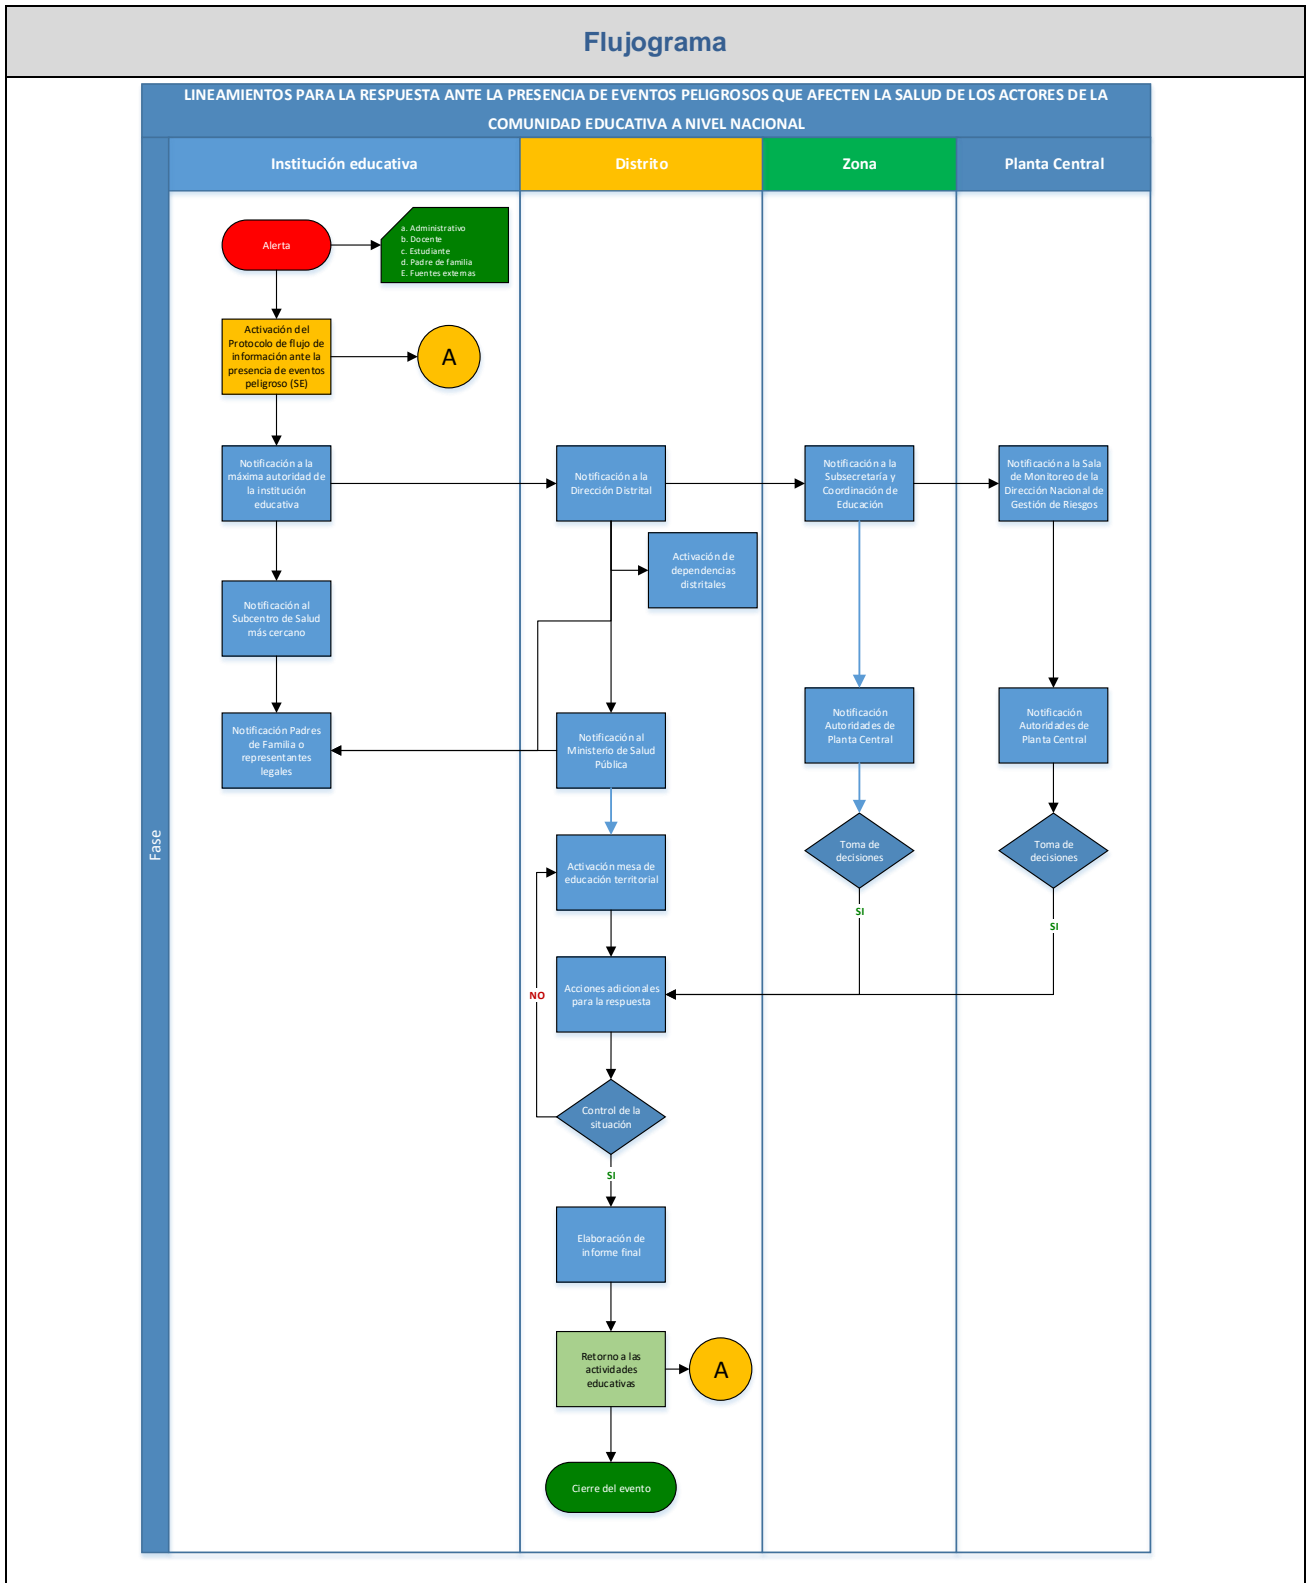 Flujograma
LINEAMIENTOS PARA LA RESPUESTA ANTE LA PRESENCIA DE EVENTOS PELIGROSOS QUE AFECTEN LA SALUD DE LOS ACTORES DE LA
COMUNIDAD EDUCATIVA A NIVEL NACIONAL
Fase
Institución educativa
Distrito
Zona
Planta Central
Alerta
a. Administrativo
b. Docente
c. Estudiante
d. Padre de familia
E. Fuentes externas
Activación del
Protocolo de flujo de
información ante la
presencia de eventos
peligroso (SE)
A
Notificación a la
máxima autoridad de
la institución
educativa
Notificación a la
Dirección Distrital
Notificación a la
Subsecretaría y
Coordinación de
Educación
Notificación a la Sala
de Monitoreo de la
Dirección Nacional de
Gestión de Riesgos
Activación de
dependencias
distritales
Notificación al
Subcentro de Salud
más cercano
Notificación Padres
de Familia o
representantes
legales
Notificación al
Ministerio de Salud
Pública
Notificación
Autoridades de
Planta Central
Notificación
Autoridades de
Planta Central
Activación mesa de
educación territorial
Toma de
decisiones
Toma de
decisiones
SI
SI
Acciones adicionales
para la respuesta
NO
Control de la
situación
SI
Elaboración de
informe final
Retorno a las
actividades
educativas
A
Cierre del evento